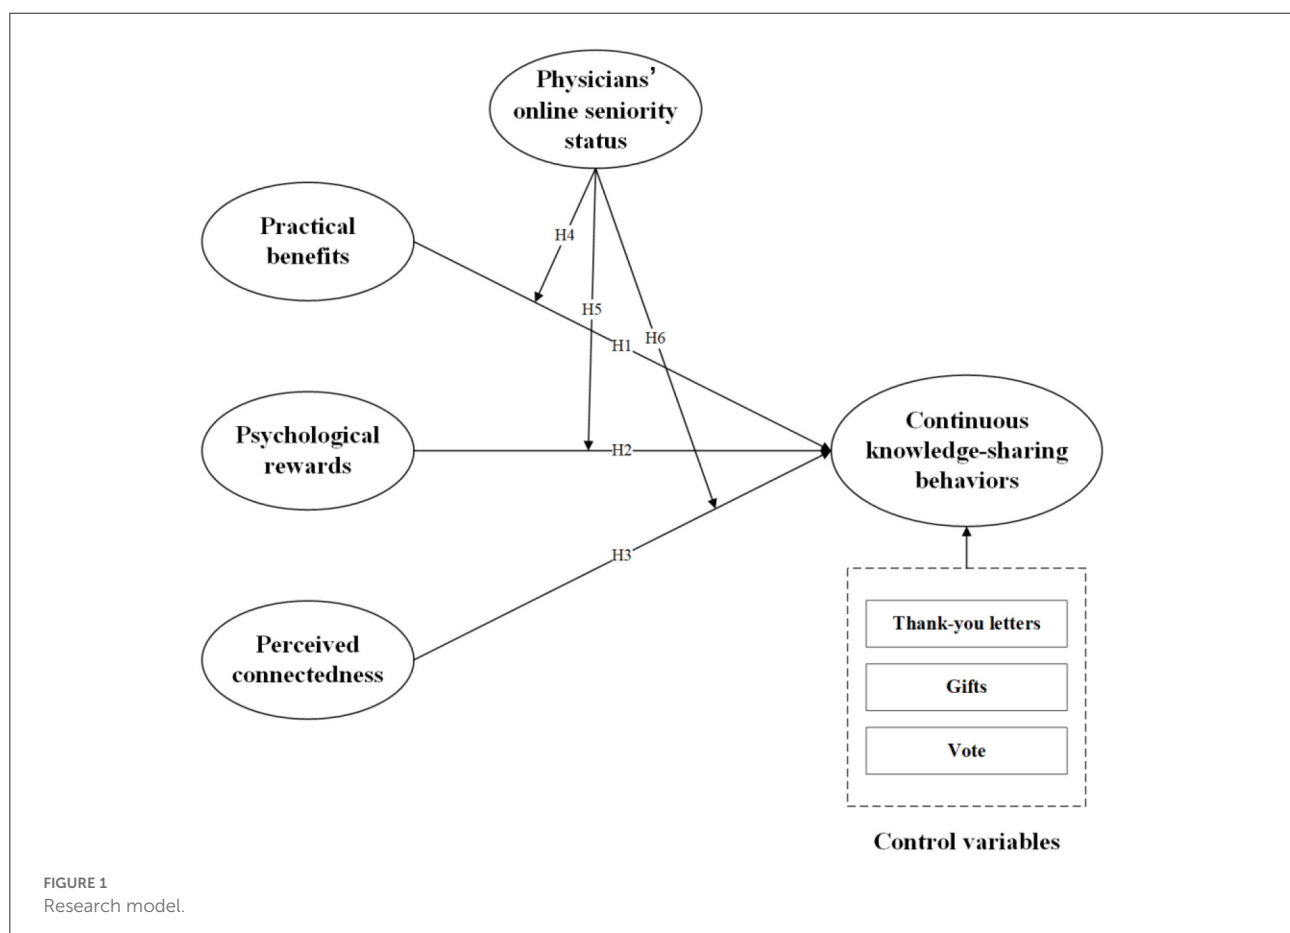 Physicians’
online seniority
status
Practical
benefits
H4
H5
H1
H6
Psychological
rewards
H2
Continuous
knowledge-sharing
behaviors
H3
Perceived
connectedness
Thank-you letters
Gifts
Vote
Control variables
FIGURE 1
Research model.